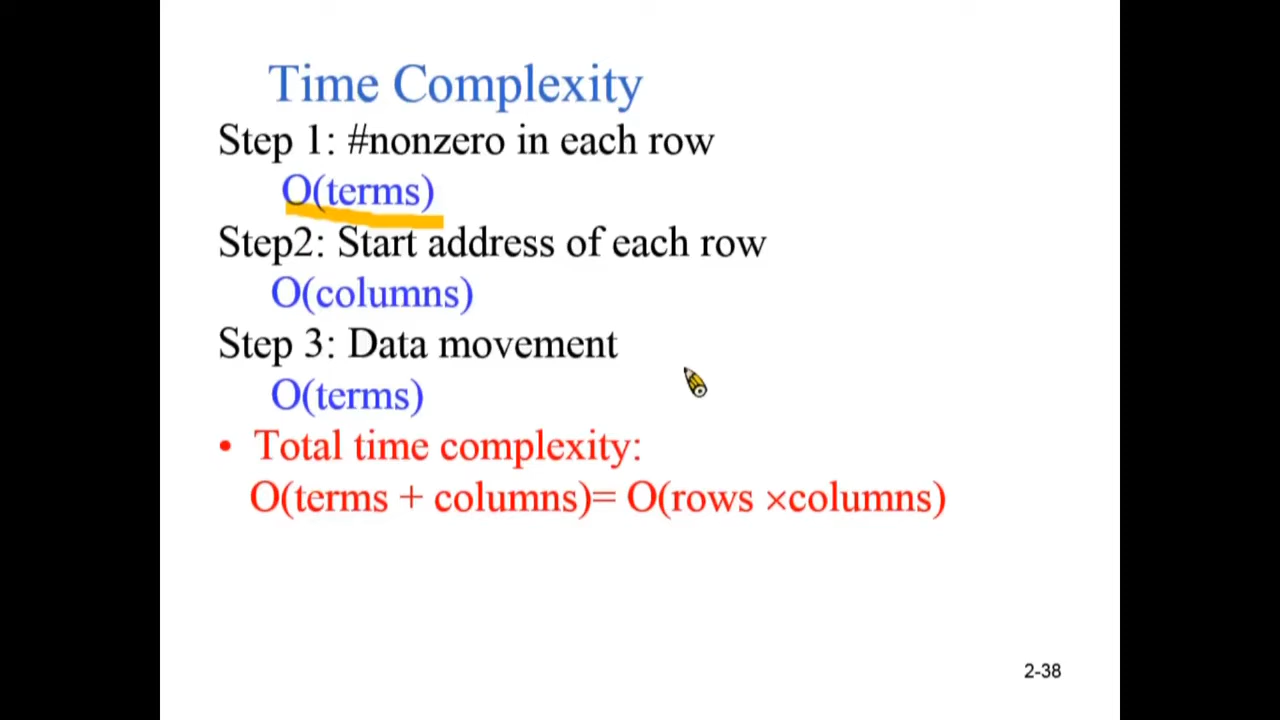 Time Complexity
Step 1: #nonzero in each row
O(terms)
Step2: Start address of each row
O(columns)
Step 3: Data movement
O(terms)
• Total time complexity:
O(terms + columns)= O(rows ×columns)
2-38